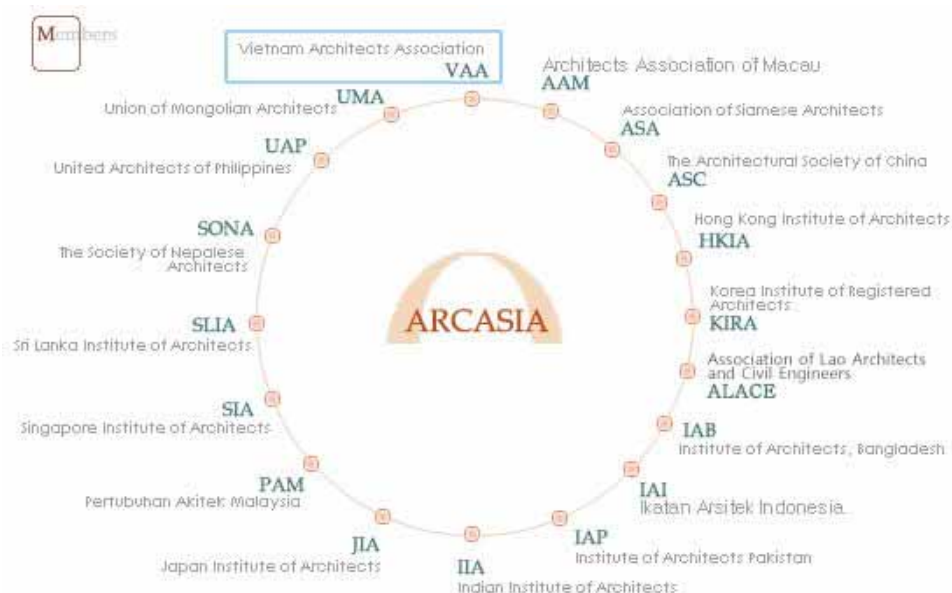 Members
Vietnam Architects Association
VAA
Architects Association of Macau
AAM
Association of Siamese Architects
ASA
The Architectural Society of China
ASC
Hong Kong Institute of Architects
HKIA
Korea Institute of Registered
Architects
KIRA
Association of Lao Architects
and Civil Engineers
ALACE
IAB
Institute of Architects, Bangladesh
IAI
Ikatan Arsitek Indonesia
IAP
Institute of Architects Pakistan
IIA
Indian Institute of Architects
JIA
Japan Institute of Architects
PAM
Pertubuhan Akitek Malaysia
SIA
Singapore Institute of Architects
SLIA
Sri Lanka Institute of Architects
SONA
The Society of Nepalese
Architects
UAP
United Architects of Philippines
UMA
Union of Mongolian Architects
ARCASIA